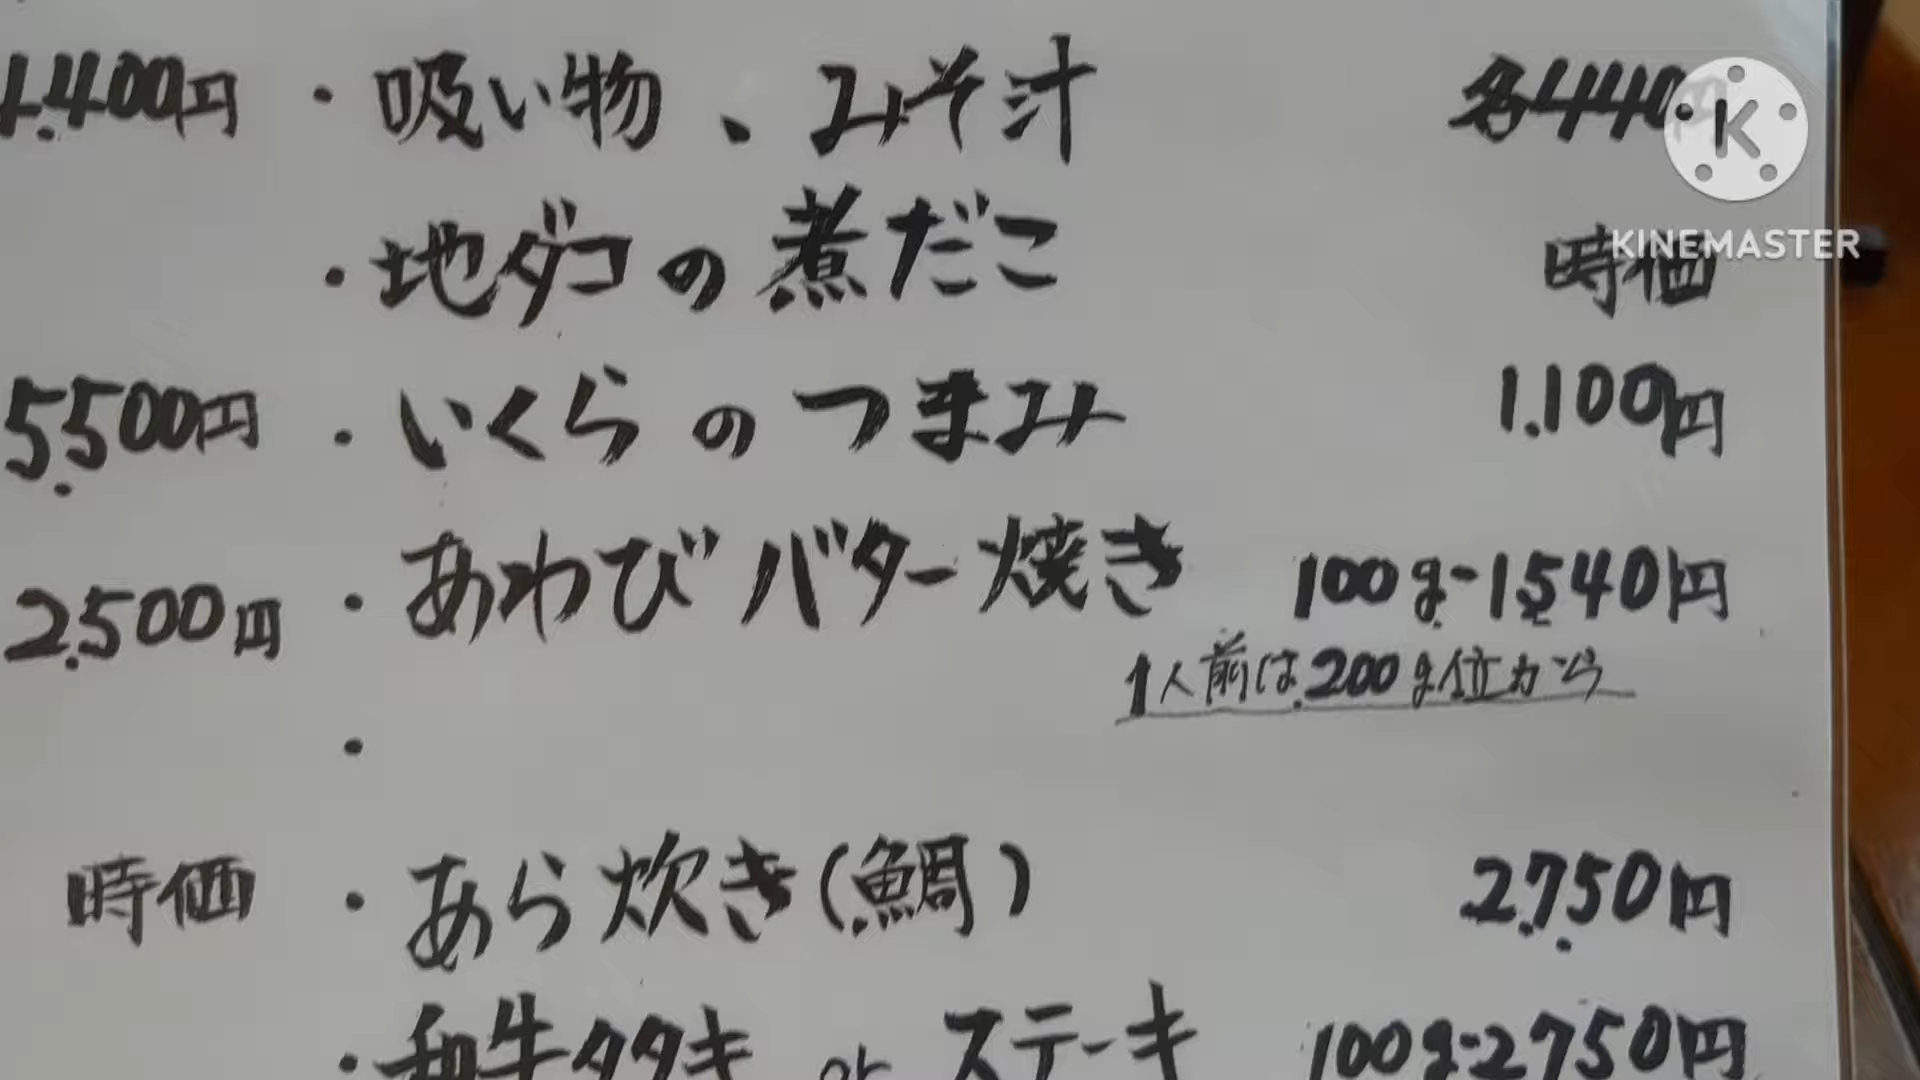 1.400円 ・吸い物、みそ汁 各440円
・地ダコの煮だこ 時価
5.500円 ・いくらのつまみ 1.100円
2.500円 ・あわびバター焼き 100g-1.540円
1人前は200g位から
・
時価 ・あら炊き(鯛) 2.750円
・和牛タタキ or ステーキ 100g-2750円
K
KINEMASTER